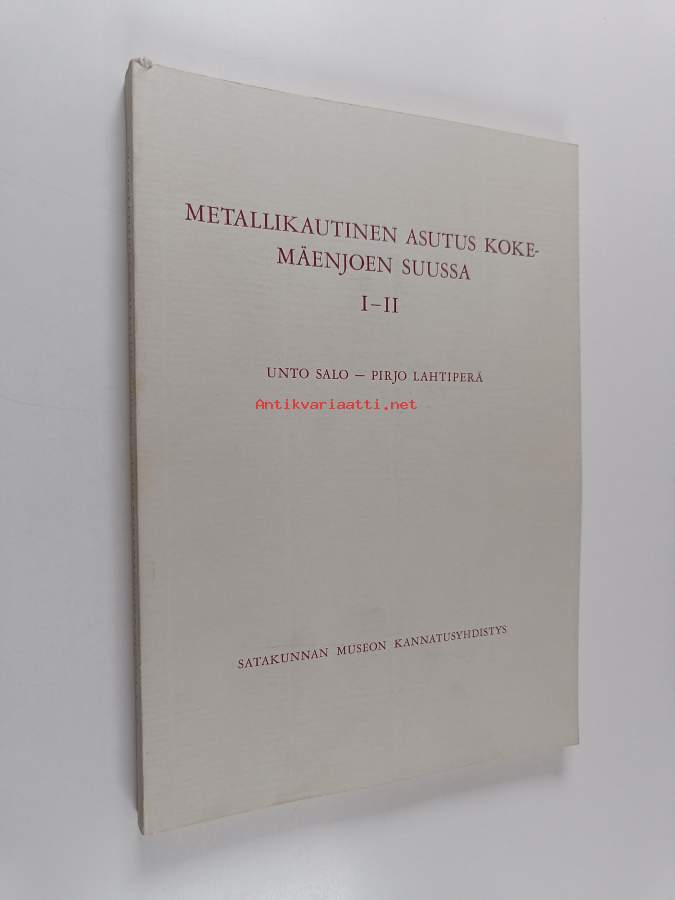 METALLIKAUTINEN ASUTUS KOKE-
MÄENJOEN SUUSSA
I–II
UNTO SALO — PIRJO LAHTIPERÄ
Antikvariaatti.net
SATAKUNNAN MUSEON KANNATUSYHDISTYS